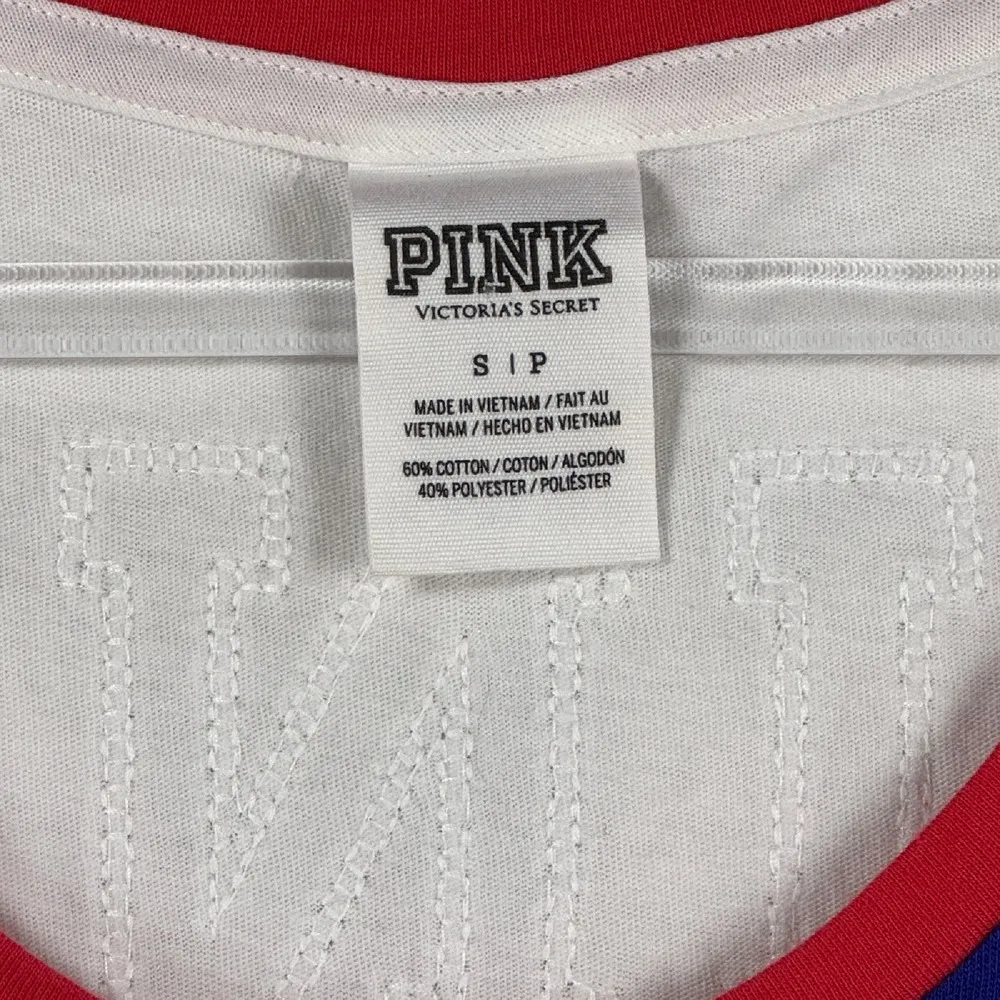 PINK
VICTORIA'S SECRET
S | P
MADE IN VIETNAM / FAIT AU
VIETNAM / HECHO EN VIETNAM
60% COTTON / COTON / ALGODÓN
40% POLYESTER / POLIÉSTER